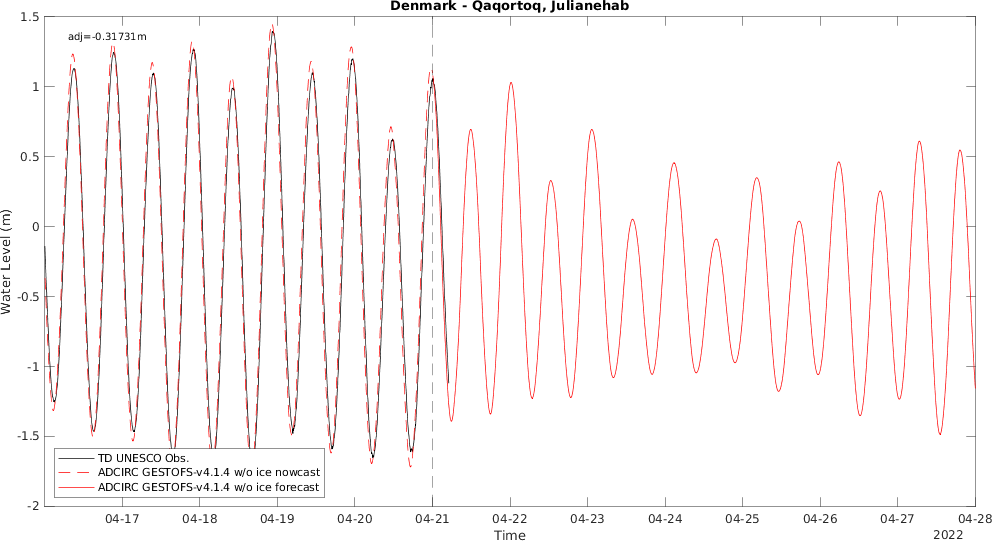 Denmark - Qaqortoq, Julianehab
adj=-0.31731m
1.5
1
0.5
0
-0.5
-1
-1.5
-2
Water Level (m)
TD UNESCO Obs.
ADCIRC GESTOFS-v4.1.4 w/o ice nowcast
ADCIRC GESTOFS-v4.1.4 w/o ice forecast
04-17 04-18 04-19 04-20 04-21 04-22 04-23 04-24 04-25 04-26 04-27 04-28
Time
2022